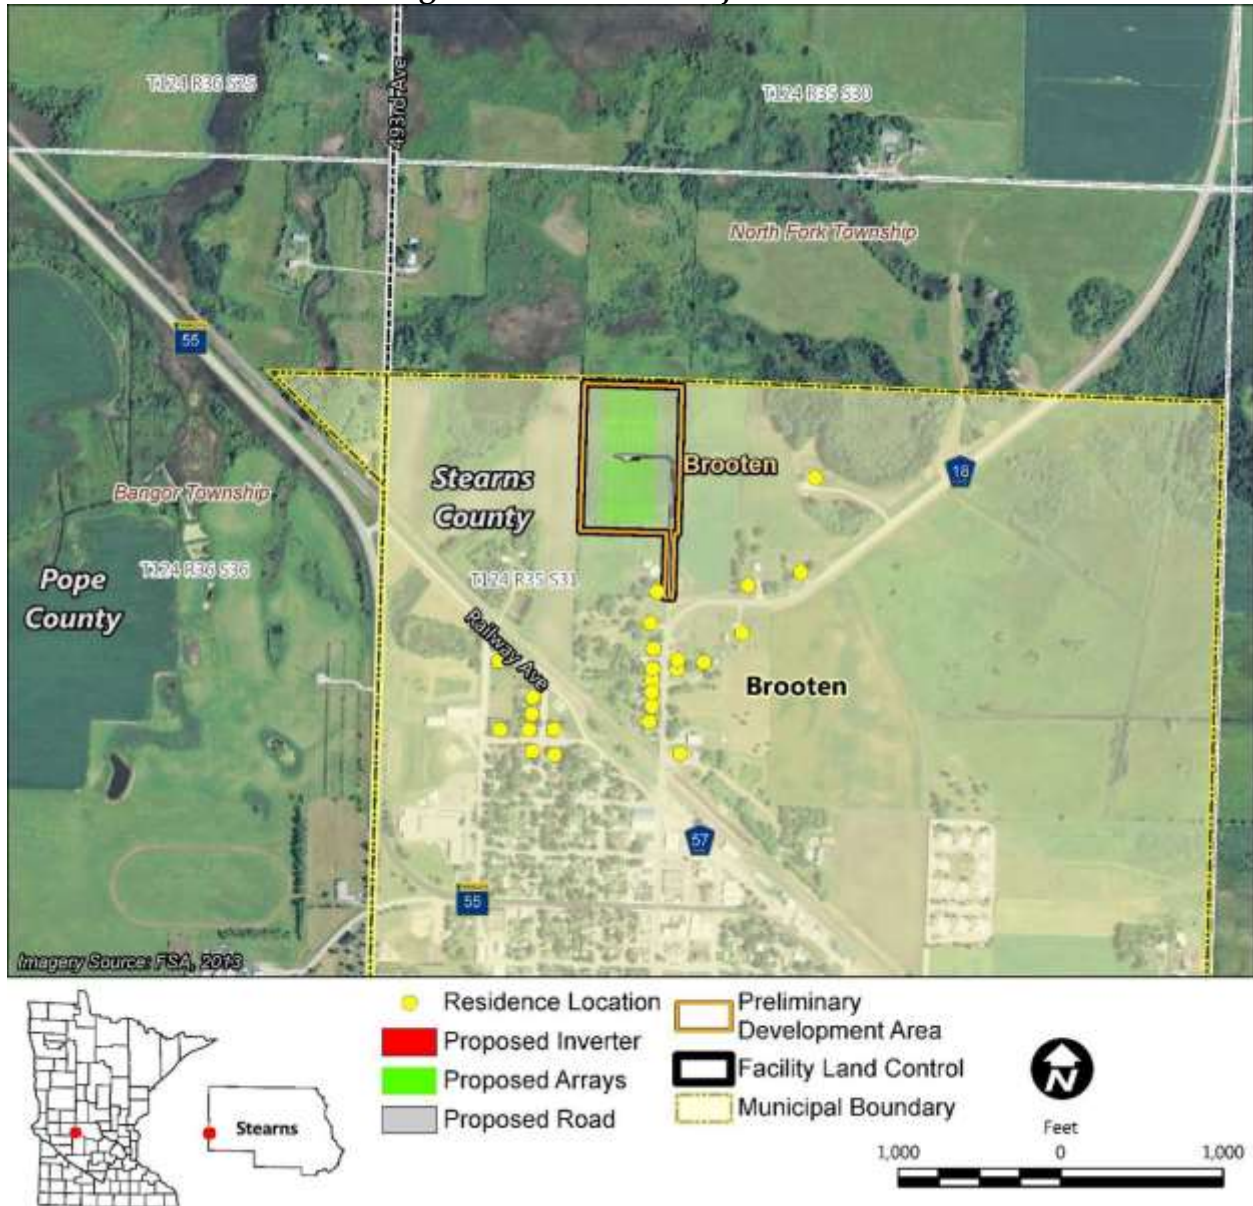 T124 R36 S25
493rd Ave
T124 R35 S30
North Fork Township
55
Brooten
18
Stearns
County
Bangor Township
T124 R36 S36
T124 R35 S31
Pope
County
Railway Ave
Brooten
57
55
Imagery Source: FSA, 2013
Residence Location
Proposed Inverter
Proposed Arrays
Proposed Road
Preliminary
Development Area
Facility Land Control
Municipal Boundary
Stearns
N
Feet
1,000 0 1,000